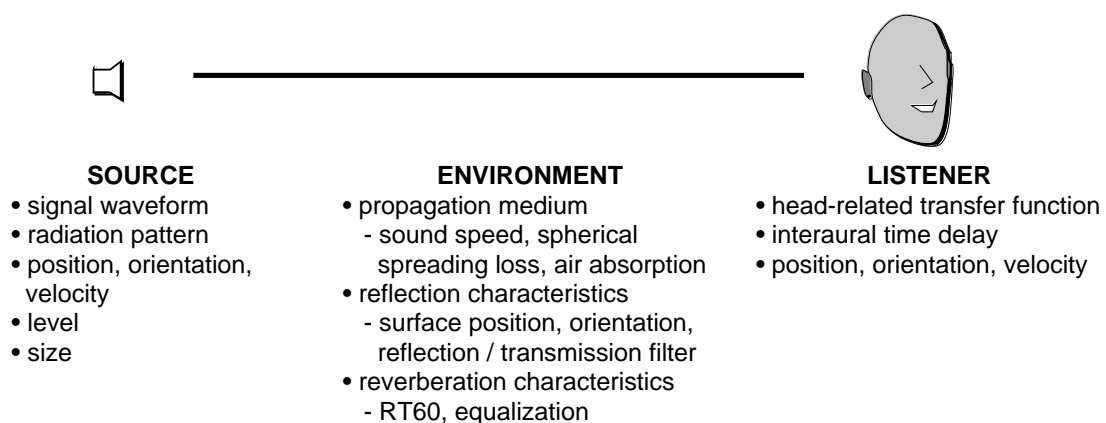 SOURCE
• signal waveform
• radiation pattern
• position, orientation,
velocity
• level
• size
ENVIRONMENT
• propagation medium
- sound speed, spherical
spreading loss, air absorption
• reflection characteristics
- surface position, orientation,
reflection / transmission filter
• reverberation characteristics
- RT60, equalization
LISTENER
• head-related transfer function
• interaural time delay
• position, orientation, velocity